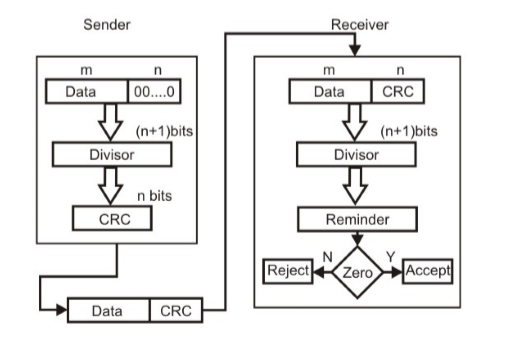 Sender
m n
Data 00....0
(n+1)bits
Divisor
n bits
CRC
Data CRC
Receiver
m n
Data CRC
(n+1)bits
Divisor
Reminder
N Y
Reject Zero Accept